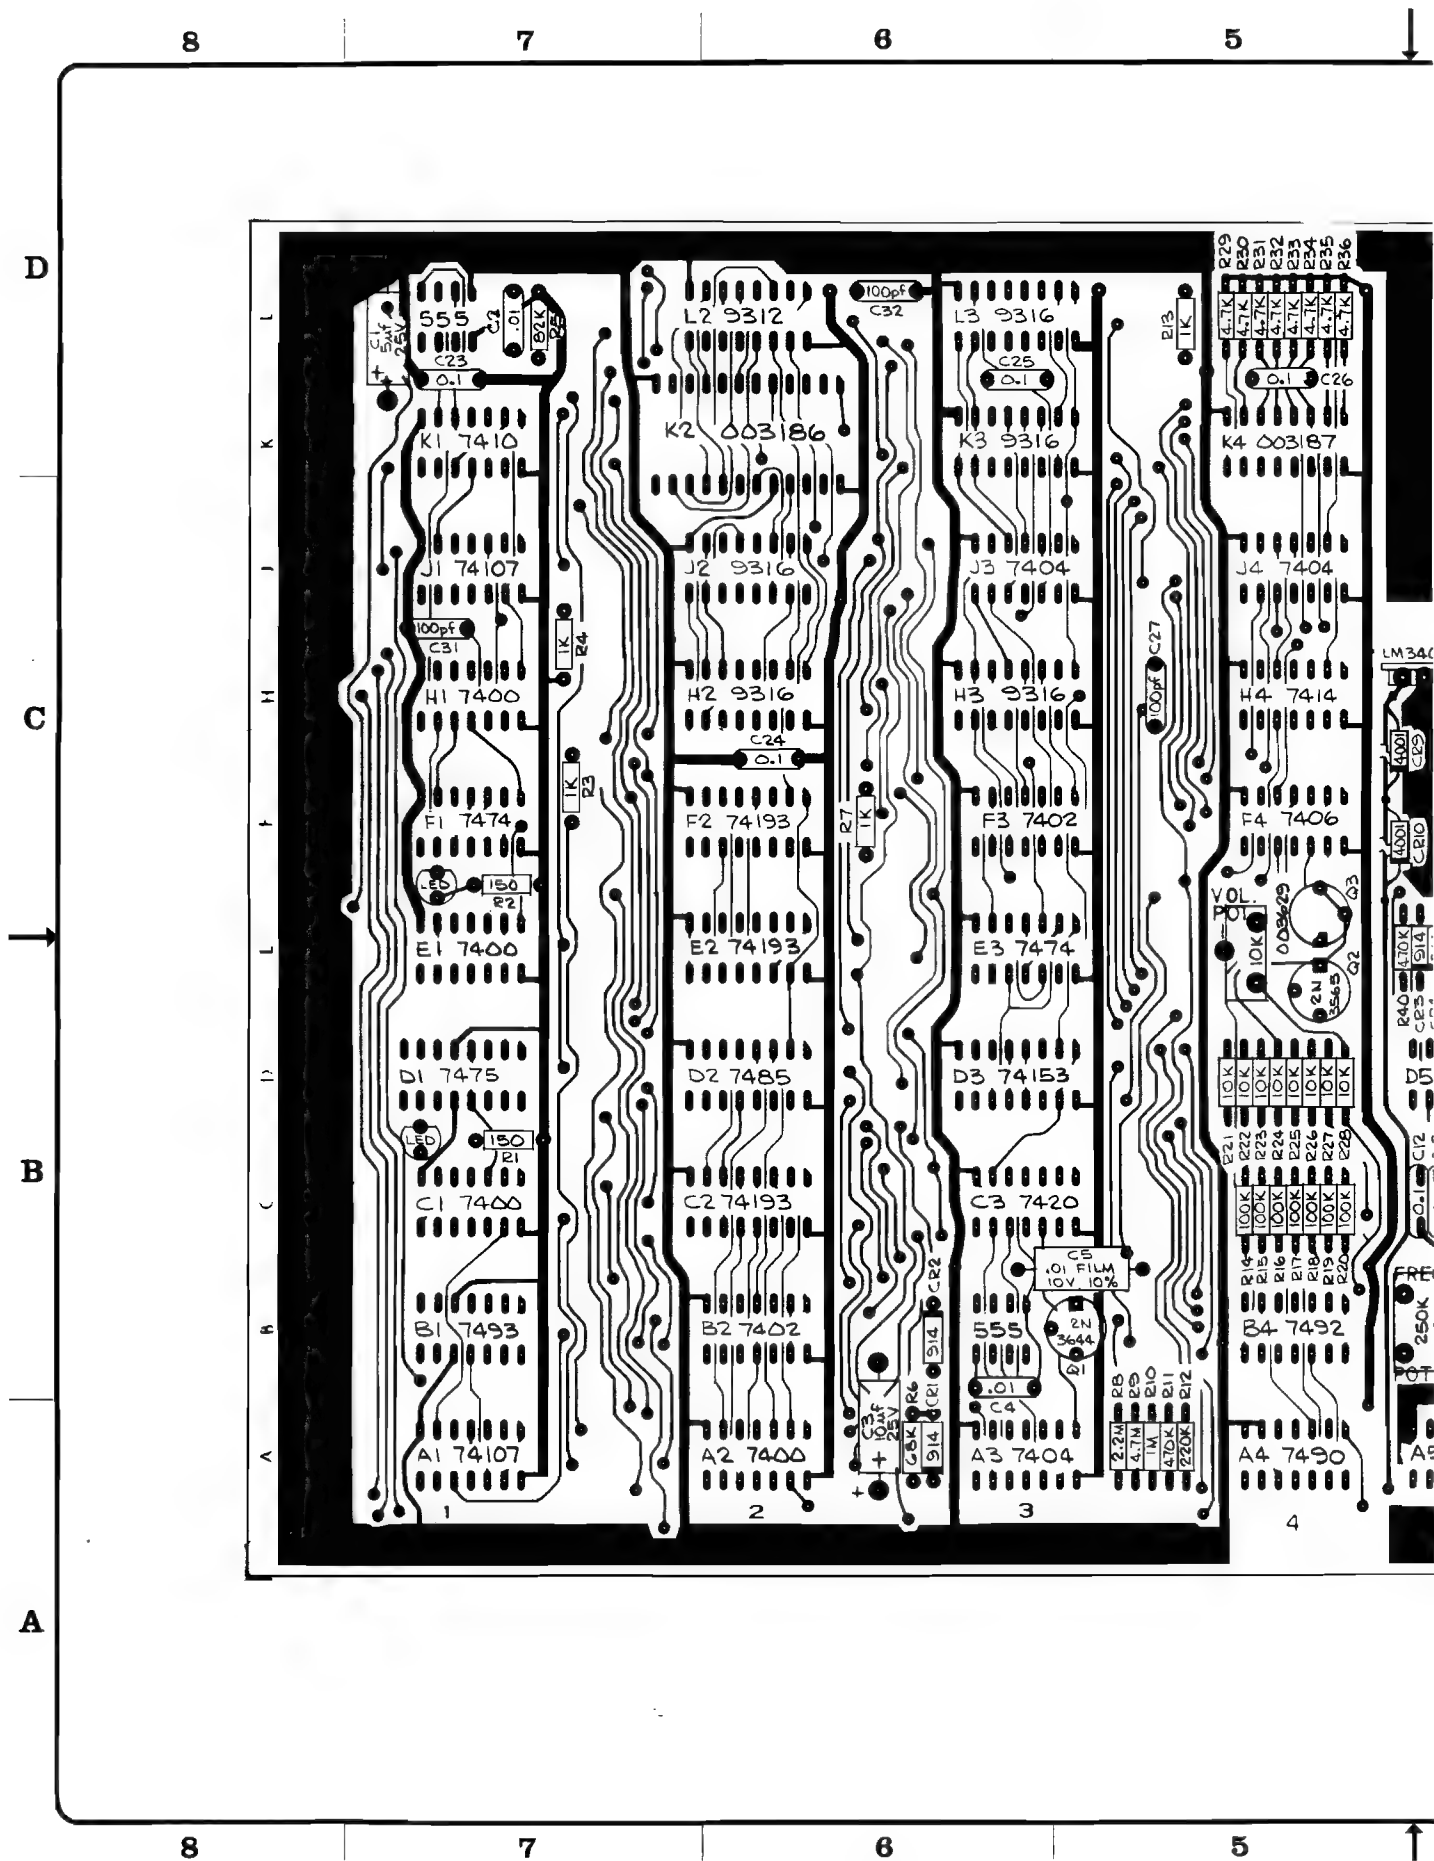 8 7 6 5
D
C
B
A
L
K
J
H
F
E
D
C
B
A
R29
R30
R31
R32
R33
R34
R35
R36
4.7K
4.7K
4.7K
4.7K
4.7K
4.7K
4.7K
4.7K
C1
5µf
25V
+
555
C2
.01
82K
R5
L2 9312
100pf
C32
L3 9316
R13
1K
C23
0.1
C25
0.1
0.1
C26
K1 7410
K2 003186
K3 9316
K4 003187
J1 74107
J2 9316
J3 7404
J4 7404
100pf
C31
1K
R4
C27
100pf
LM340
H1 7400
H2 9316
H3 9316
H4 7414
C24
0.1
4001
CR9
1K
R3
R7
1K
F1 7474
F2 74193
F3 7402
F4 7406
4001
CR10
LED
150
R2
VOL.
POT
10K
003629
Q3
E1 7400
E2 74193
E3 7474
2N
3563
Q2
470K
914
R40
CR3
D1 7475
D2 7485
D3 74153
10K
10K
10K
10K
10K
10K
10K
10K
D5
LED
150
R1
R21
R22
R23
R24
R25
R26
R27
R28
C12
0.1
C1 7400
C2 74193
C3 7420
100K
100K
100K
100K
100K
100K
100K
C5
.01 FILM
10V 10%
R14
R15
R16
R17
R18
R19
R20
CR2
914
B1 7493
B2 7402
555
2N
3644
Q1
B4 7492
250K
POT
.01
C4
R6
CR1
C3
10µf
25V
+
+
68K
914
R8
R9
R10
R11
R12
2.2M
4.7M
1M
470K
220K
A1 74107
A2 7400
A3 7404
A4 7490
1 2 3 4
8 7 6 5